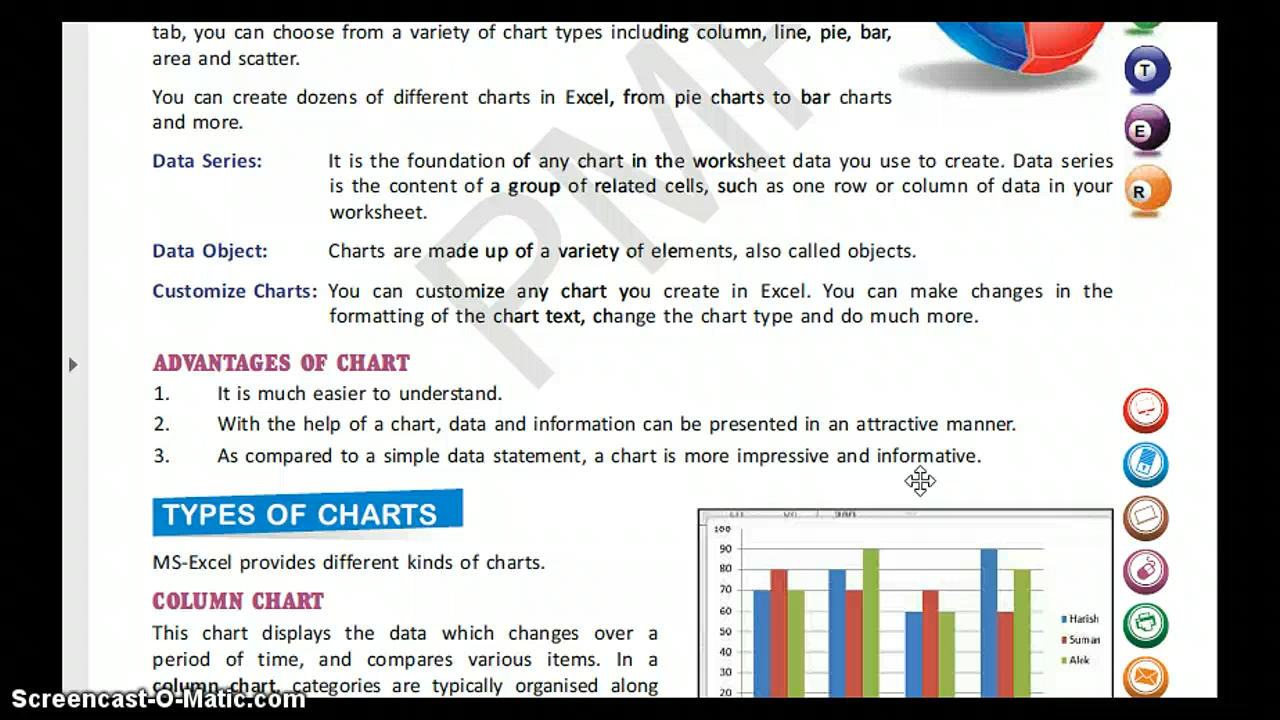 tab, you can choose from a variety of chart types including column, line, pie, bar,
area and scatter.
You can create dozens of different charts in Excel, from pie charts to bar charts
and more.
Data Series: It is the foundation of any chart in the worksheet data you use to create. Data series
is the content of a group of related cells, such as one row or column of data in your
worksheet.
Data Object: Charts are made up of a variety of elements, also called objects.
Customize Charts: You can customize any chart you create in Excel. You can make changes in the
formatting of the chart text, change the chart type and do much more.
ADVANTAGES OF CHART
1. It is much easier to understand.
2. With the help of a chart, data and information can be presented in an attractive manner.
3. As compared to a simple data statement, a chart is more impressive and informative.
TYPES OF CHARTS
MS-Excel provides different kinds of charts.
COLUMN CHART
This chart displays the data which changes over a
period of time, and compares various items. In a
column chart, categories are typically organised along
100
90
80
70
60
50
40
20
Harish
Suman
Alok
T
E
R
Screencast-O-Matic.com